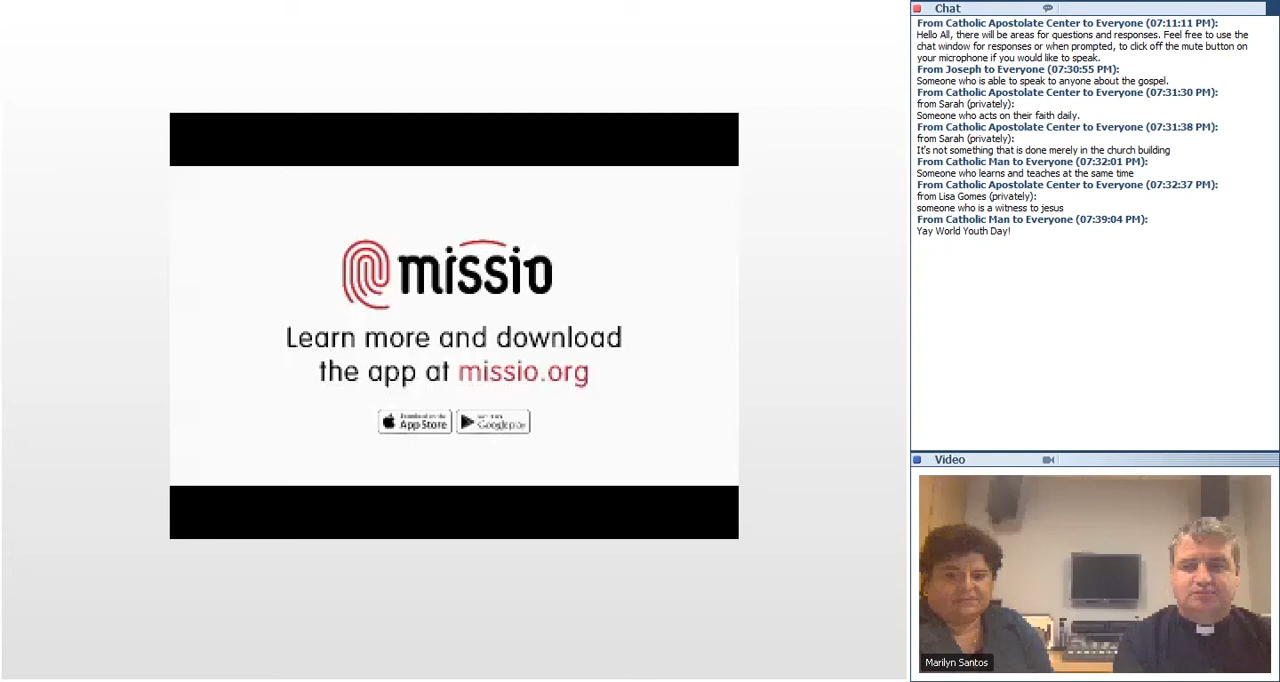 missio
Learn more and download
the app at missio.org
App Store
Google play
Chat
From Catholic Apostolate Center to Everyone (07:11:11 PM):
Hello All, there will be areas for questions and responses. Feel free to use the
chat window for responses or when prompted, to click off the mute button on
your microphone if you would like to speak.
From Joseph to Everyone (07:30:55 PM):
Someone who is able to speak to anyone about the gospel.
From Catholic Apostolate Center to Everyone (07:31:30 PM):
from Sarah (privately):
Someone who acts on their faith daily.
From Catholic Apostolate Center to Everyone (07:31:38 PM):
from Sarah (privately):
It's not something that is done merely in the church building
From Catholic Man to Everyone (07:32:01 PM):
Someone who learns and teaches at the same time
From Catholic Apostolate Center to Everyone (07:32:37 PM):
from Lisa Gomes (privately):
someone who is a witness to jesus
From Catholic Man to Everyone (07:39:04 PM):
Yay World Youth Day!
Video
Marilyn Santos